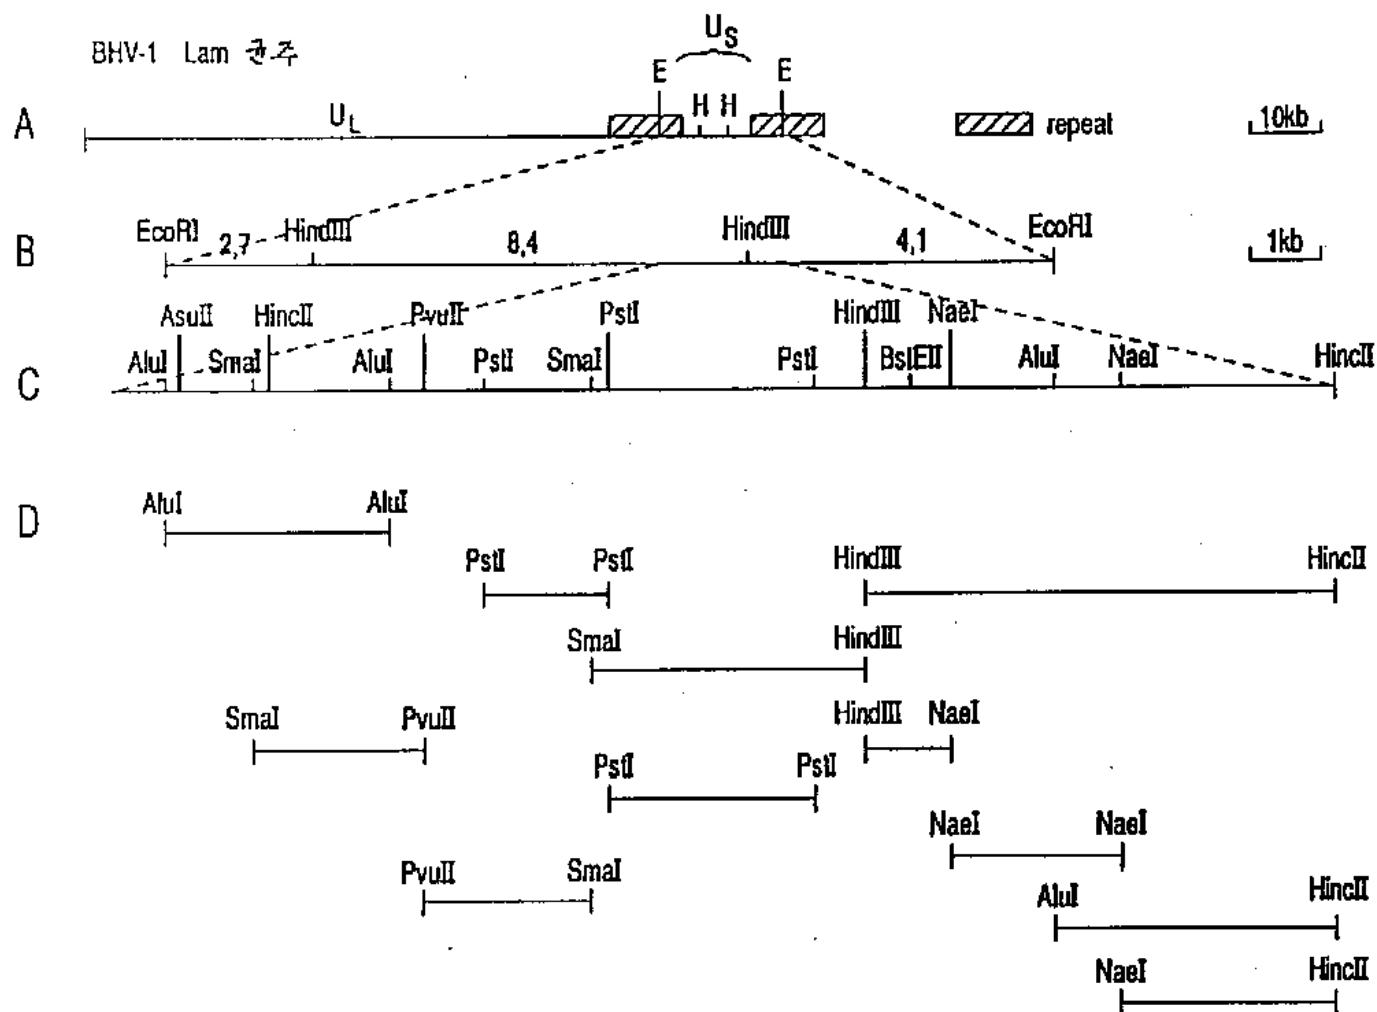 BHV-1 Lam 균주
U_S
E E
A U_L H H repeat 10kb
B EcoRI 2,7 HindIII 8,4 HindIII 4,1 EcoRI 1kb
AsuII HincII PvuII PstI HindIII NaeI
C AluI SmaI AluI PstI SmaI PstI BstEII AluI NaeI HincII
D AluI AluI
PstI PstI HindIII HincII
SmaI HindIII
SmaI PvuII HindIII NaeI
PstI PstI
NaeI NaeI
PvuII SmaI
AluI HincII
NaeI HincII